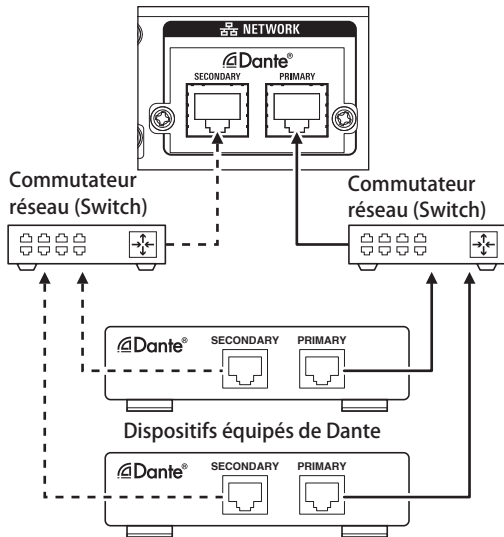 NETWORK
Dante®
SECONDARY PRIMARY
Commutateur
réseau (Switch)
Commutateur
réseau (Switch)
Dante® SECONDARY PRIMARY
Dispositifs équipés de Dante
Dante® SECONDARY PRIMARY